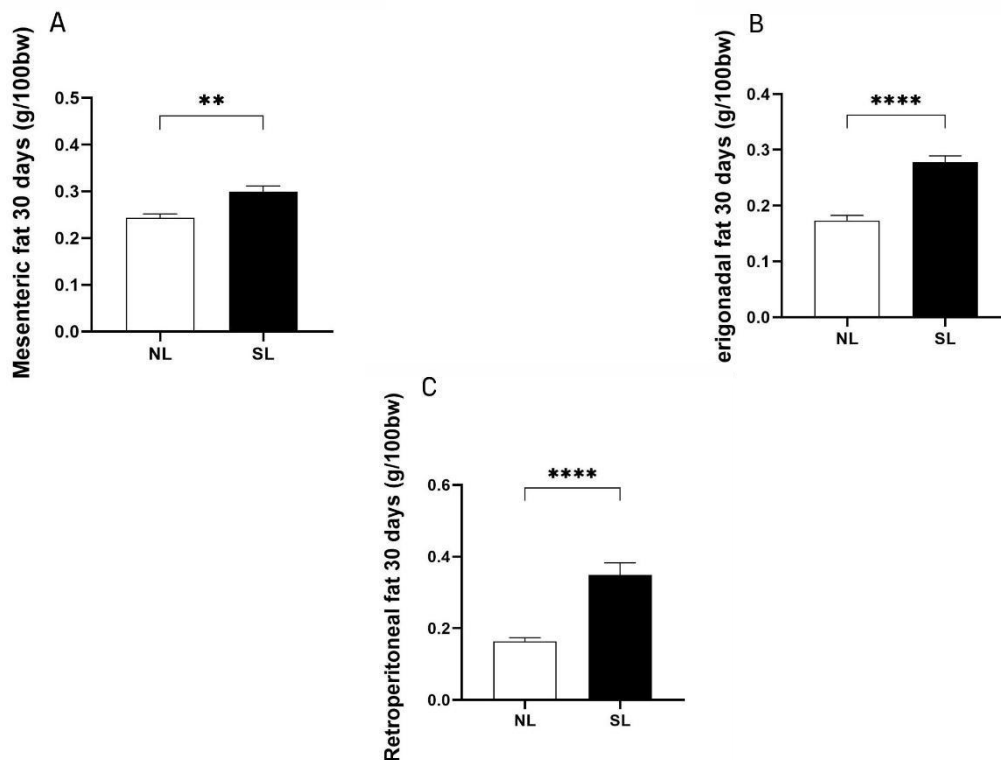 A
Mesenteric fat 30 days (g/100bw)
0.5
0.4
0.3
0.2
0.1
0.0
**
NL SL
B
erigonadal fat 30 days (g/100bw)
0.4
0.3
0.2
0.1
0.0
****
NL SL
C
Retroperitoneal fat 30 days (g/100bw)
0.6
0.4
0.2
0.0
****
NL SL